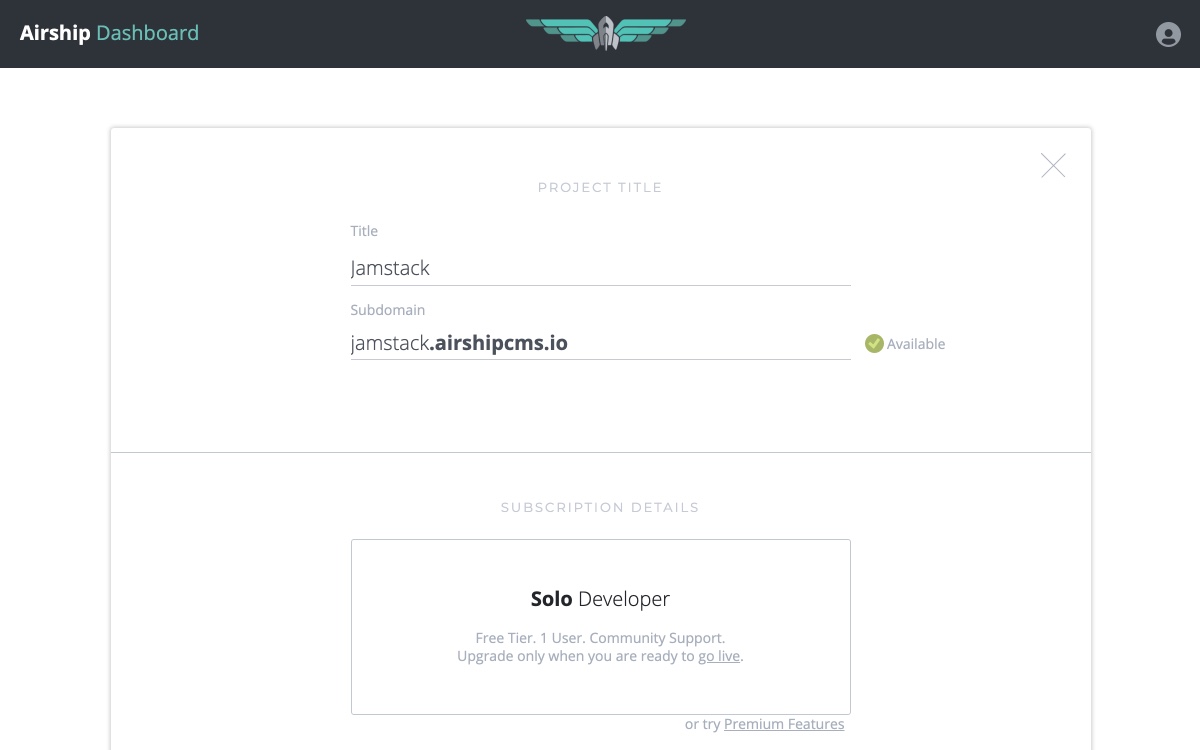 Airship Dashboard
PROJECT TITLE
Title
Jamstack
Subdomain
jamstack.airshipcms.io
Available
SUBSCRIPTION DETAILS
Solo Developer
Free Tier. 1 User. Community Support.
Upgrade only when you are ready to go live.
or try Premium Features